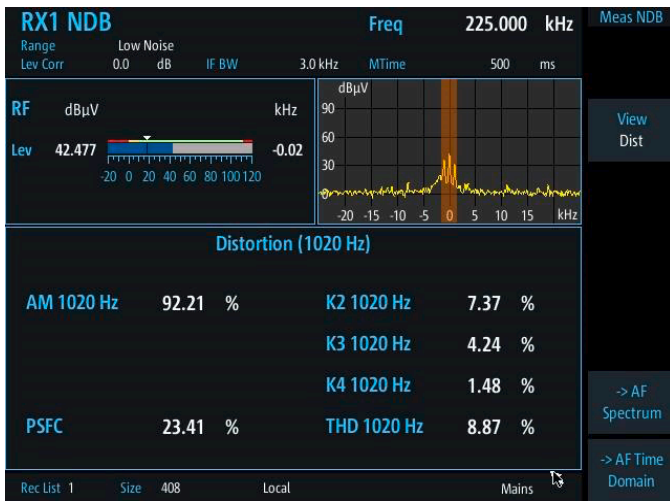 RX1 NDB Freq 225.000 kHz Meas NDB
Range Low Noise
Lev Corr 0.0 dB IF BW 3.0 kHz MTime 500 ms
RF dBµV kHz
Lev 42.477 -0.02
-20 0 20 40 60 80 100 120
dBµV
90
60
30
0
-20 -15 -10 -5 0 5 10 15 kHz
View
Dist
Distortion (1020 Hz)
AM 1020 Hz 92.21 % K2 1020 Hz 7.37 %
K3 1020 Hz 4.24 %
K4 1020 Hz 1.48 %
PSFC 23.41 % THD 1020 Hz 8.87 %
-> AF
Spectrum
-> AF Time
Domain
Rec List 1 Size 408 Local Mains